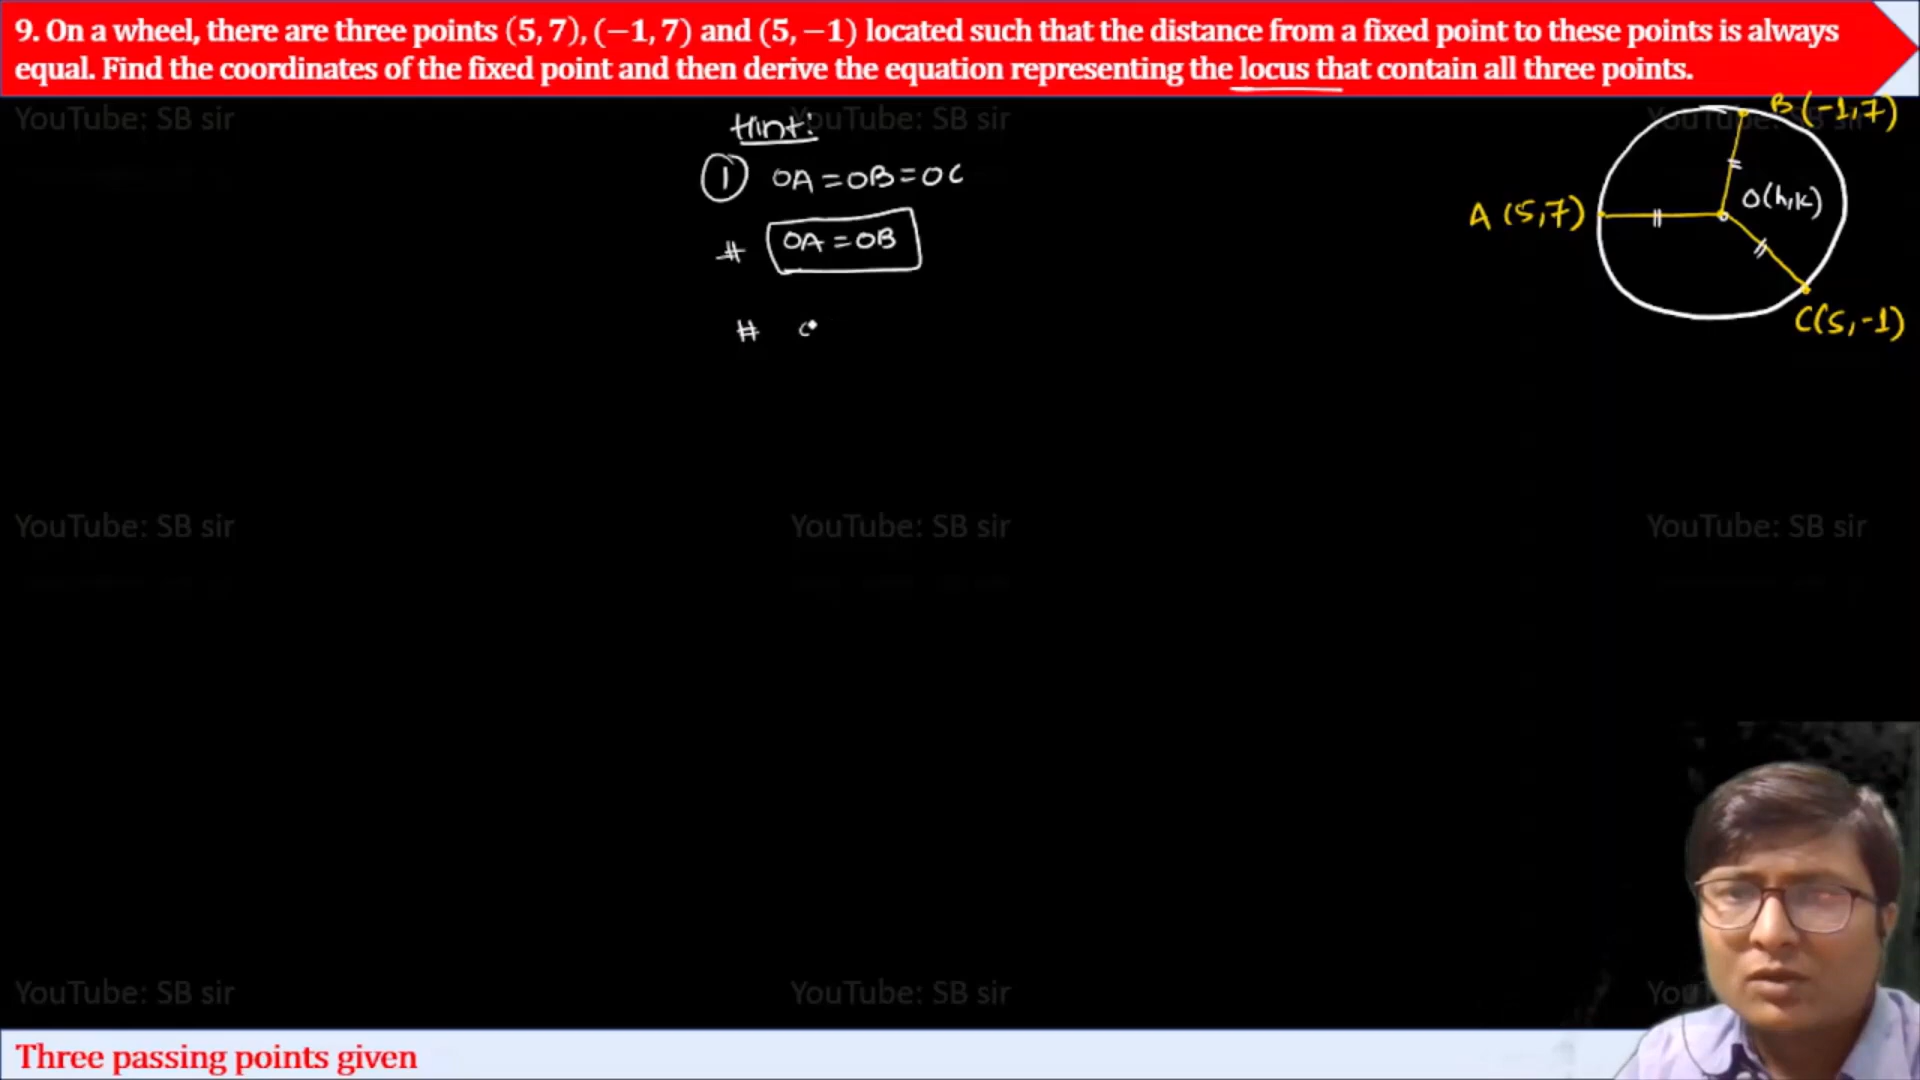 9. On a wheel, there are three points (5, 7), (−1, 7) and (5, −1) located such that the distance from a fixed point to these points is always
equal. Find the coordinates of the fixed point and then derive the equation representing the locus that contain all three points.
YouTube: SB sir
YouTube: SB sir
YouTube: SB sir
Hint:
① OA = OB = OC
# OA = OB
#
B (-1,7)
A (5,7)
O(h,k)
C(5,-1)
YouTube: SB sir
YouTube: SB sir
YouTube: SB sir
YouTube: SB sir
YouTube: SB sir
You
Three passing points given